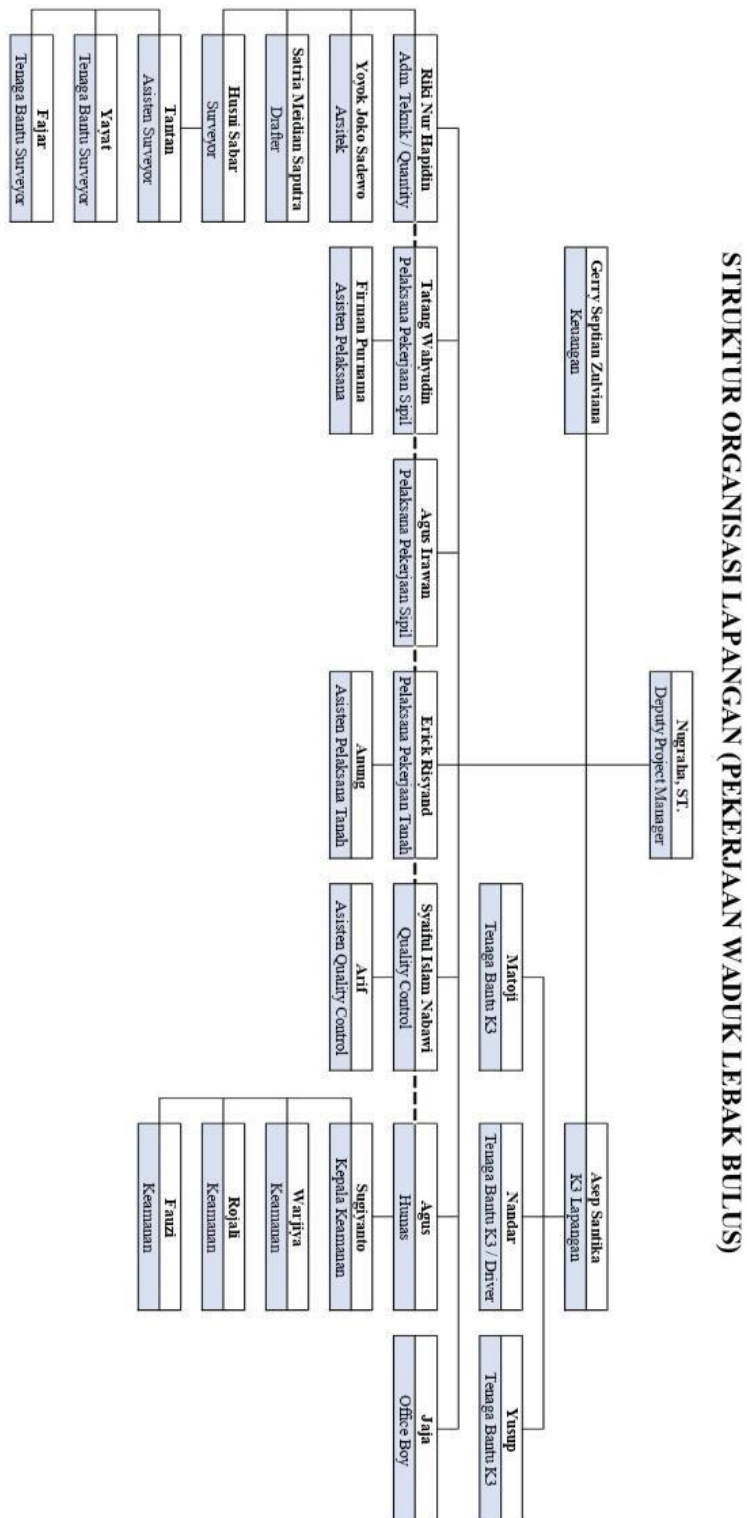 STRUKTUR ORGANISASI LAPANGAN (PEKERJAAN WADUK LEBAK BULUS)
Nugraha, ST.
Deputy Project Manager
Gerry Septian Zulviana
Keuangan
Asep Santika
K3 Lapangan
Matoji
Tenaga Bantu K3
Nandar
Tenaga Bantu K3 / Driver
Yusup
Tenaga Bantu K3
Riki Nur Hapidin
Adm. Teknik / Quantity
Tatang Wahyudin
Pelaksana Pekerjaan Sipil
Agus Irawan
Pelaksana Pekerjaan Sipil
Erick Risyand
Pelaksana Pekerjaan Tanah
Syaiful Islam Nabawi
Quality Control
Agus
Humas
Jaja
Office Boy
Yoyok Joko Sadewo
Arsitek
Firman Purnama
Asisten Pelaksana
Anung
Asisten Pelaksana Tanah
Arif
Asisten Quality Control
Sugiyanto
Kepala Keamanan
Satria Meidian Saputra
Drafter
Warjiya
Keamanan
Husni Sabar
Surveyor
Rojali
Keamanan
Tantan
Asisten Surveyor
Fauzi
Keamanan
Yayat
Tenaga Bantu Surveyor
Fajar
Tenaga Bantu Surveyor